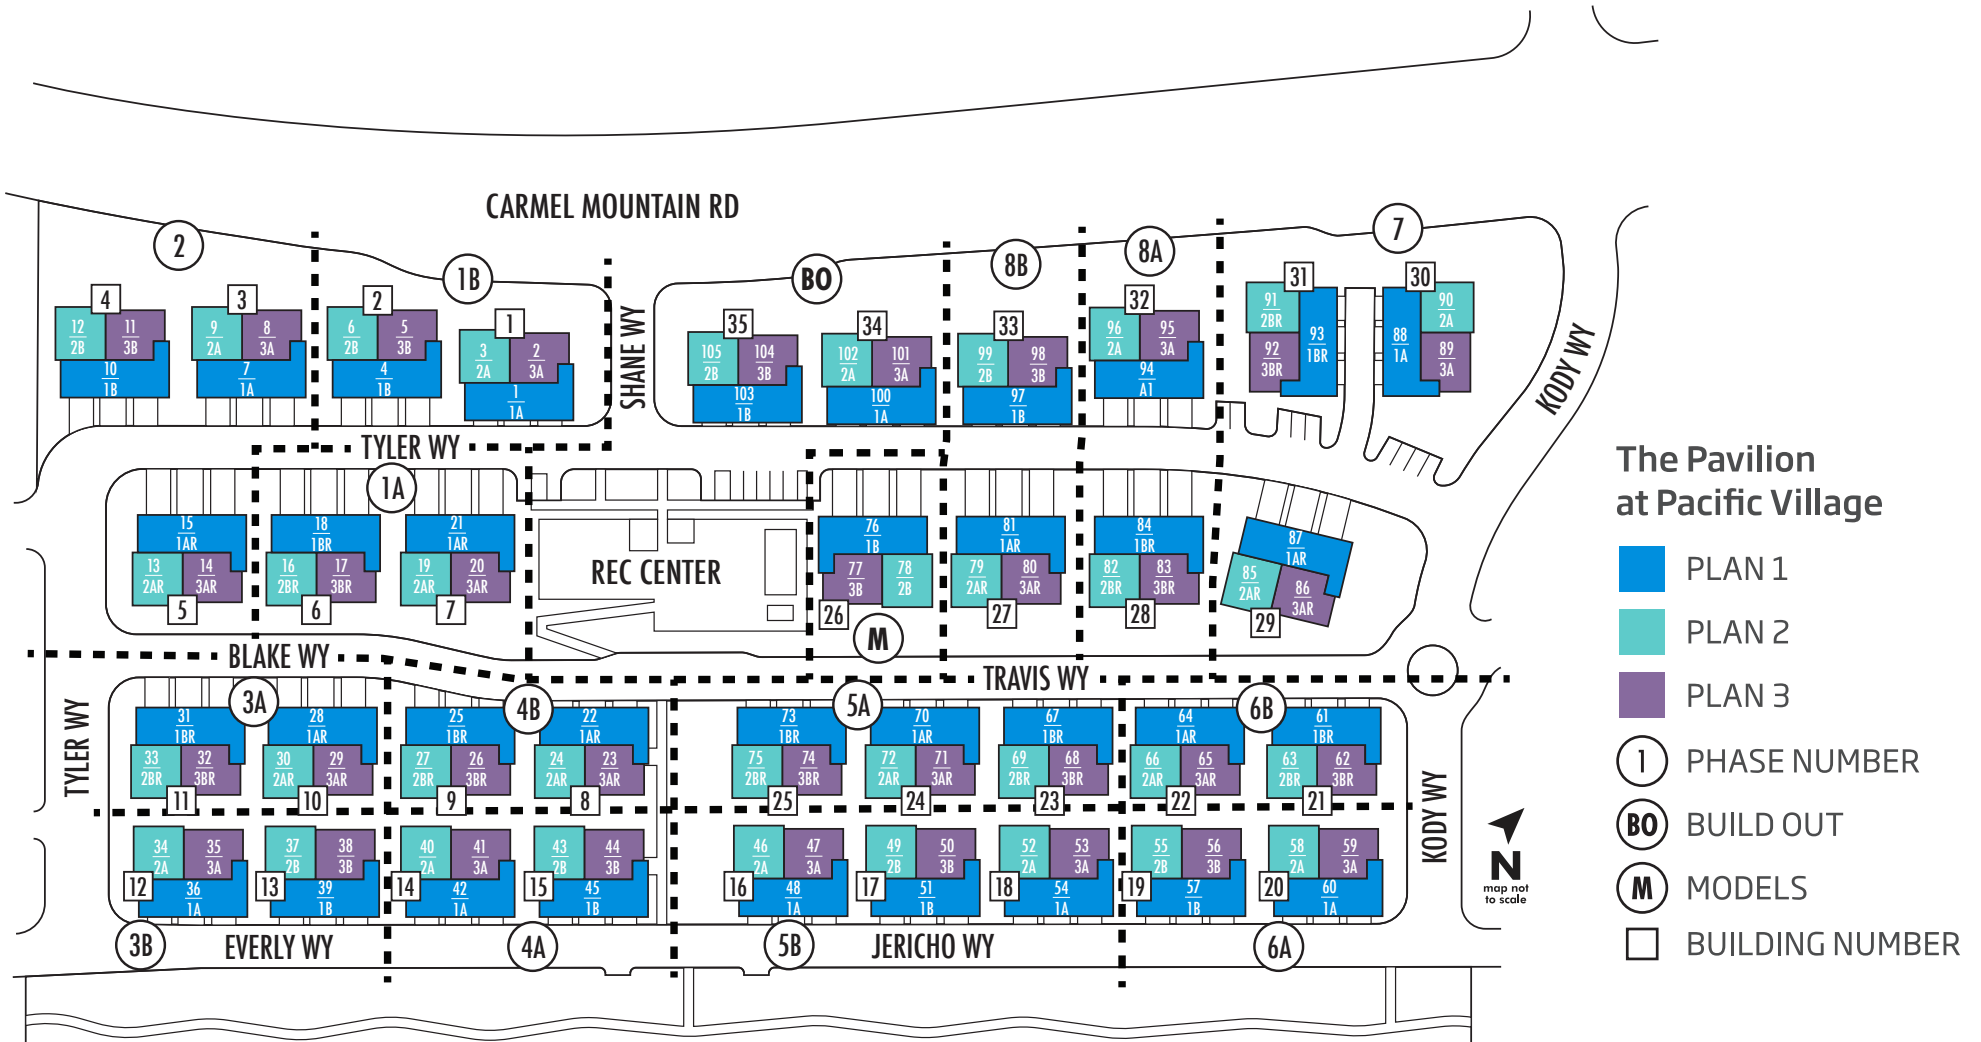 CARMEL MOUNTAIN RD
2
1B
BO
8B
8A
7
4
12
2B
11
3B
10
1B
3
9
2A
8
3A
7
1A
2
6
2B
5
3B
4
1B
1
3
2A
2
3A
1
1A
SHANE WY
35
105
2B
104
3B
103
1B
34
102
2A
101
3A
100
1A
33
99
2B
98
3B
97
1B
32
96
2A
95
3A
94
A1
31
91
2BR
92
3BR
93
1BR
30
88
1A
90
2A
89
3A
KODY WY
TYLER WY
1A
15
1AR
13
2AR
14
3AR
5
18
1BR
16
2BR
17
3BR
6
21
1AR
19
2AR
20
3AR
7
REC CENTER
76
1B
77
3B
78
2B
26
M
81
1AR
79
2AR
80
3AR
27
84
1BR
82
2BR
83
3BR
28
87
1AR
85
2AR
86
3AR
29
BLAKE WY
TRAVIS WY
TYLER WY
3A
4B
5A
6B
31
1BR
33
2BR
32
3BR
11
28
1AR
30
2AR
29
3AR
10
25
1BR
27
2BR
26
3BR
9
22
1AR
24
2AR
23
3AR
8
73
1BR
75
2BR
74
3BR
25
70
1AR
72
2AR
71
3AR
24
67
1BR
69
2BR
68
3BR
23
64
1AR
66
2AR
65
3AR
22
61
1BR
63
2BR
62
3BR
21
KODY WY
34
2A
35
3A
12
36
1A
37
2B
38
3B
13
39
1B
40
2A
41
3A
14
42
1A
43
2B
44
3B
15
45
1B
46
2A
47
3A
16
48
1A
49
2B
50
3B
17
51
1B
52
2A
53
3A
18
54
1A
55
2B
56
3B
19
57
1B
58
2A
59
3A
20
60
1A
3B
EVERLY WY
4A
5B
JERICHO WY
6A
N
map not
to scale
The Pavilion
at Pacific Village
PLAN 1
PLAN 2
PLAN 3
1 PHASE NUMBER
BO BUILD OUT
M MODELS
BUILDING NUMBER